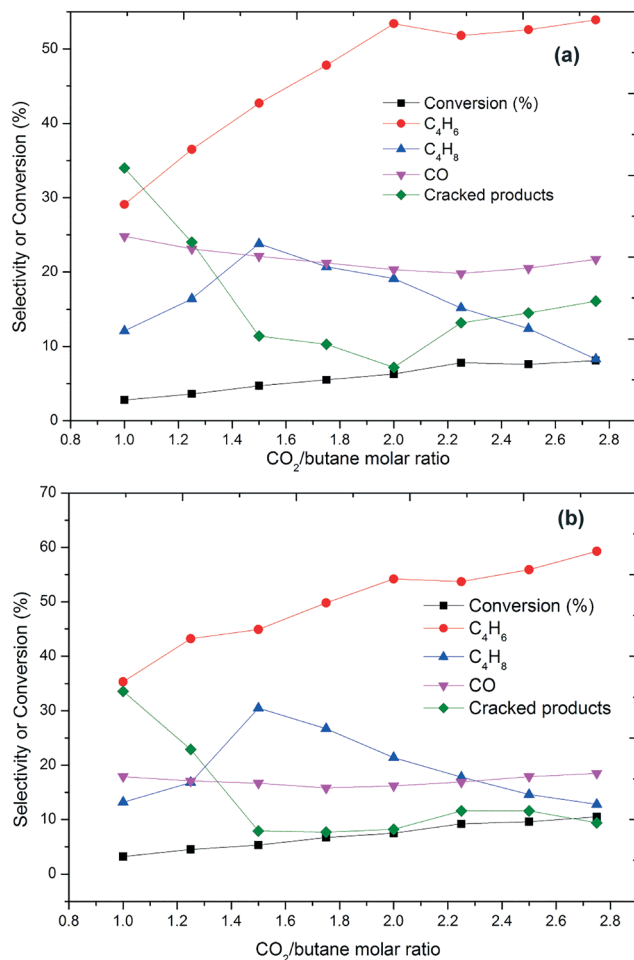 (a)
Conversion (%)
C4H6
C4H8
CO
Cracked products
Selectivity or Conversion (%)
50
40
30
20
10
0
0.8 1.0 1.2 1.4 1.6 1.8 2.0 2.2 2.4 2.6 2.8
CO2/butane molar ratio
(b)
Conversion (%)
C4H6
C4H8
CO
Cracked products
Selectivity or Conversion (%)
70
60
50
40
30
20
10
0
0.8 1.0 1.2 1.4 1.6 1.8 2.0 2.2 2.4 2.6 2.8
CO2/butane molar ratio